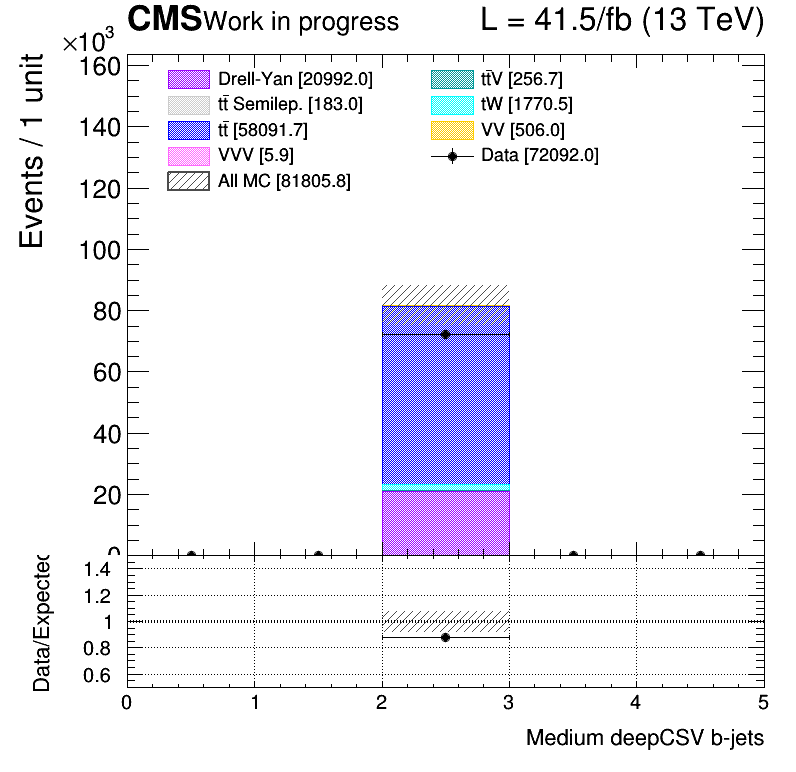 CMS Work in progress L = 41.5/fb (13 TeV)
×10³
Events / 1 unit
160
140
120
100
80
60
40
20
0
Drell-Yan [20992.0]
tt̄ Semilep. [183.0]
tt̄ [58091.7]
VVV [5.9]
All MC [81805.8]
tt̄V [256.7]
tW [1770.5]
VV [506.0]
Data [72092.0]
Data/Expected
1.4
1.2
1
0.8
0.6
0 1 2 3 4 5
Medium deepCSV b-jets